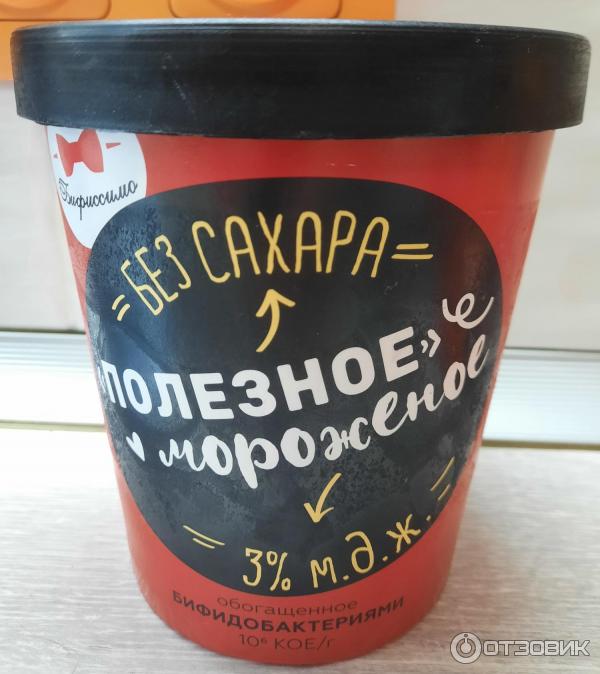 Бифиссимо
= БЕЗ САХАРА =
«ПОЛЕЗНОЕ»
мороженое
= 3% м.д.ж. =
обогащенное
БИФИДОБАКТЕРИЯМИ
10⁶ КОЕ/г
ОТЗОВИК